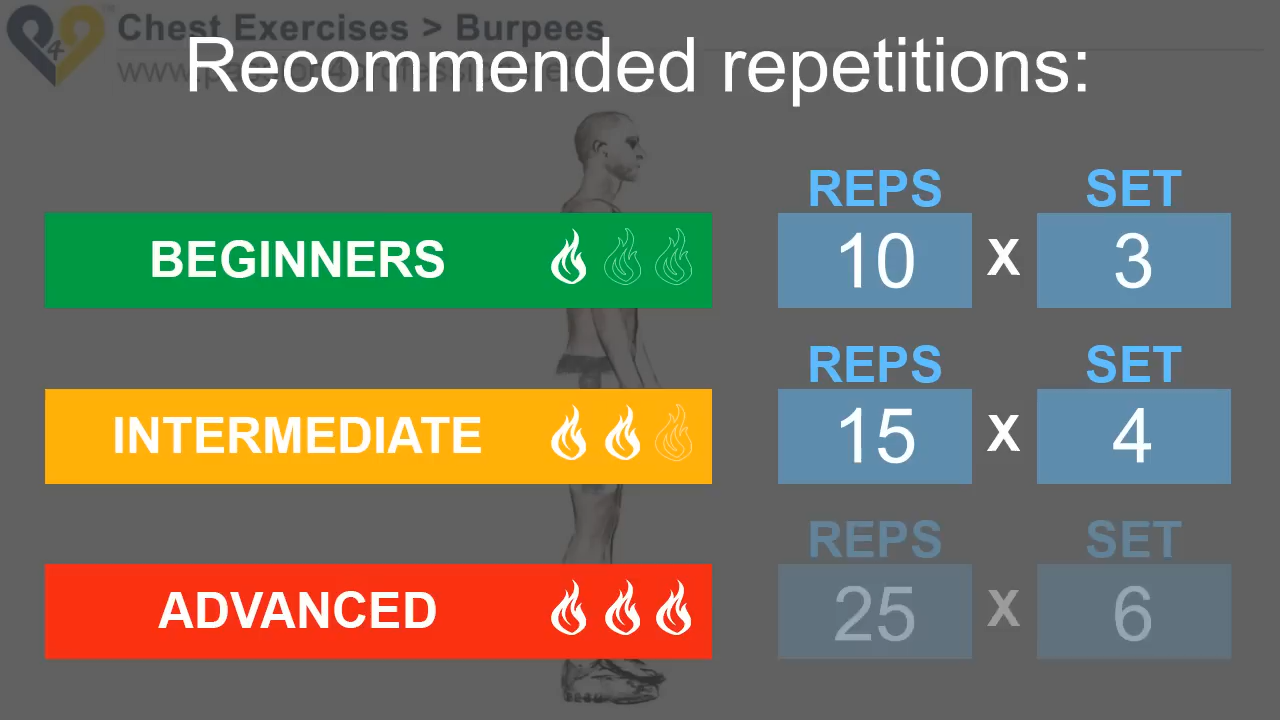 Chest Exercises > Burpees
Recommended repetitions:
REPS SET
BEGINNERS 10 X 3
REPS SET
INTERMEDIATE 15 X 4
REPS SET
ADVANCED 25 X 6